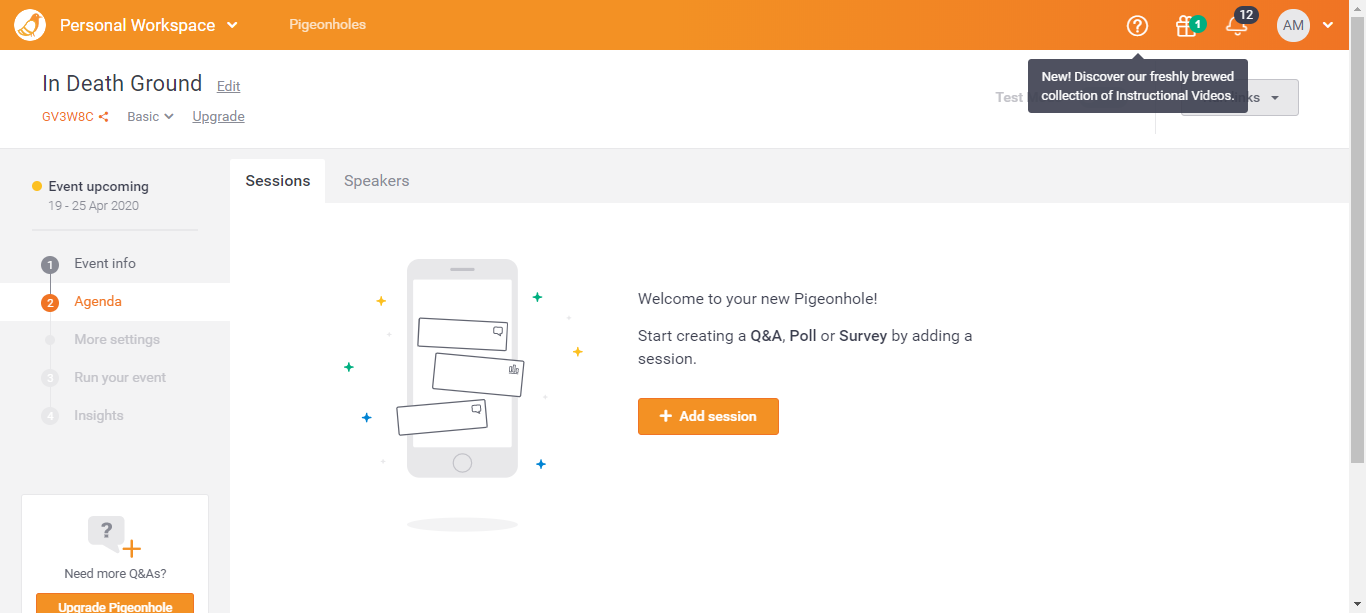 Personal Workspace
Pigeonholes
?
1
12
AM
New! Discover our freshly brewed
collection of Instructional Videos.
In Death Ground Edit
GV3W8C Basic Upgrade
Test
Event upcoming
19 - 25 Apr 2020
Sessions Speakers
1 Event info
2 Agenda
More settings
3 Run your event
4 Insights
Welcome to your new Pigeonhole!
Start creating a Q&A, Poll or Survey by adding a
session.
+ Add session
?
Need more Q&As?
Upgrade Pigeonhole